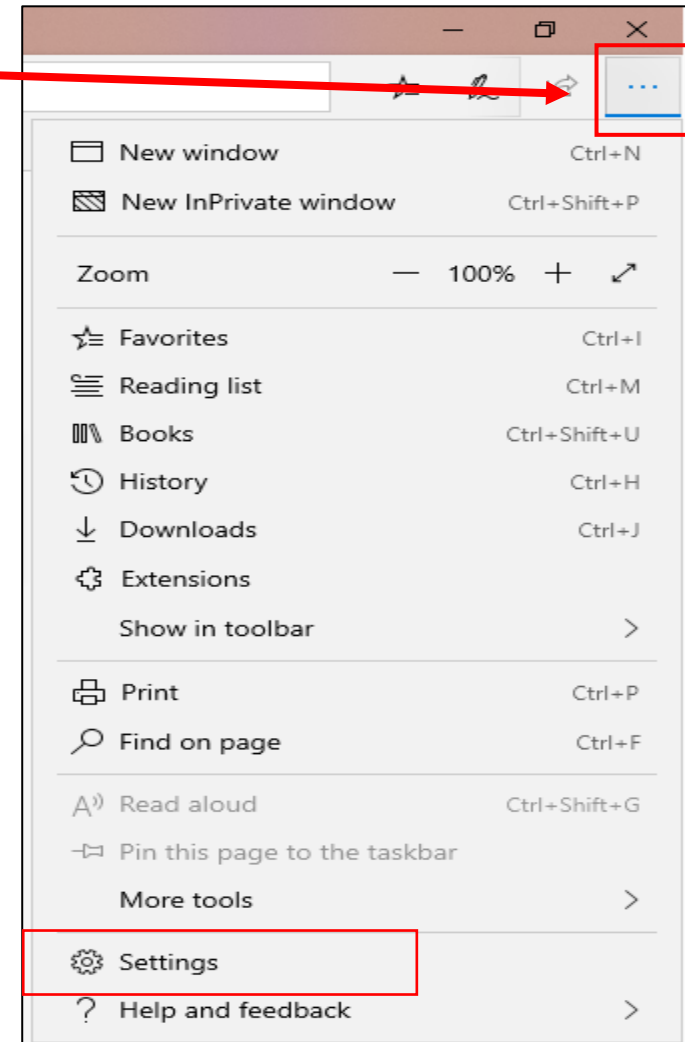 New window Ctrl+N
New InPrivate window Ctrl+Shift+P
Zoom — 100% +
Favorites Ctrl+I
Reading list Ctrl+M
Books Ctrl+Shift+U
History Ctrl+H
Downloads Ctrl+J
Extensions
Show in toolbar
Print Ctrl+P
Find on page Ctrl+F
Read aloud Ctrl+Shift+G
Pin this page to the taskbar
More tools
Settings
Help and feedback